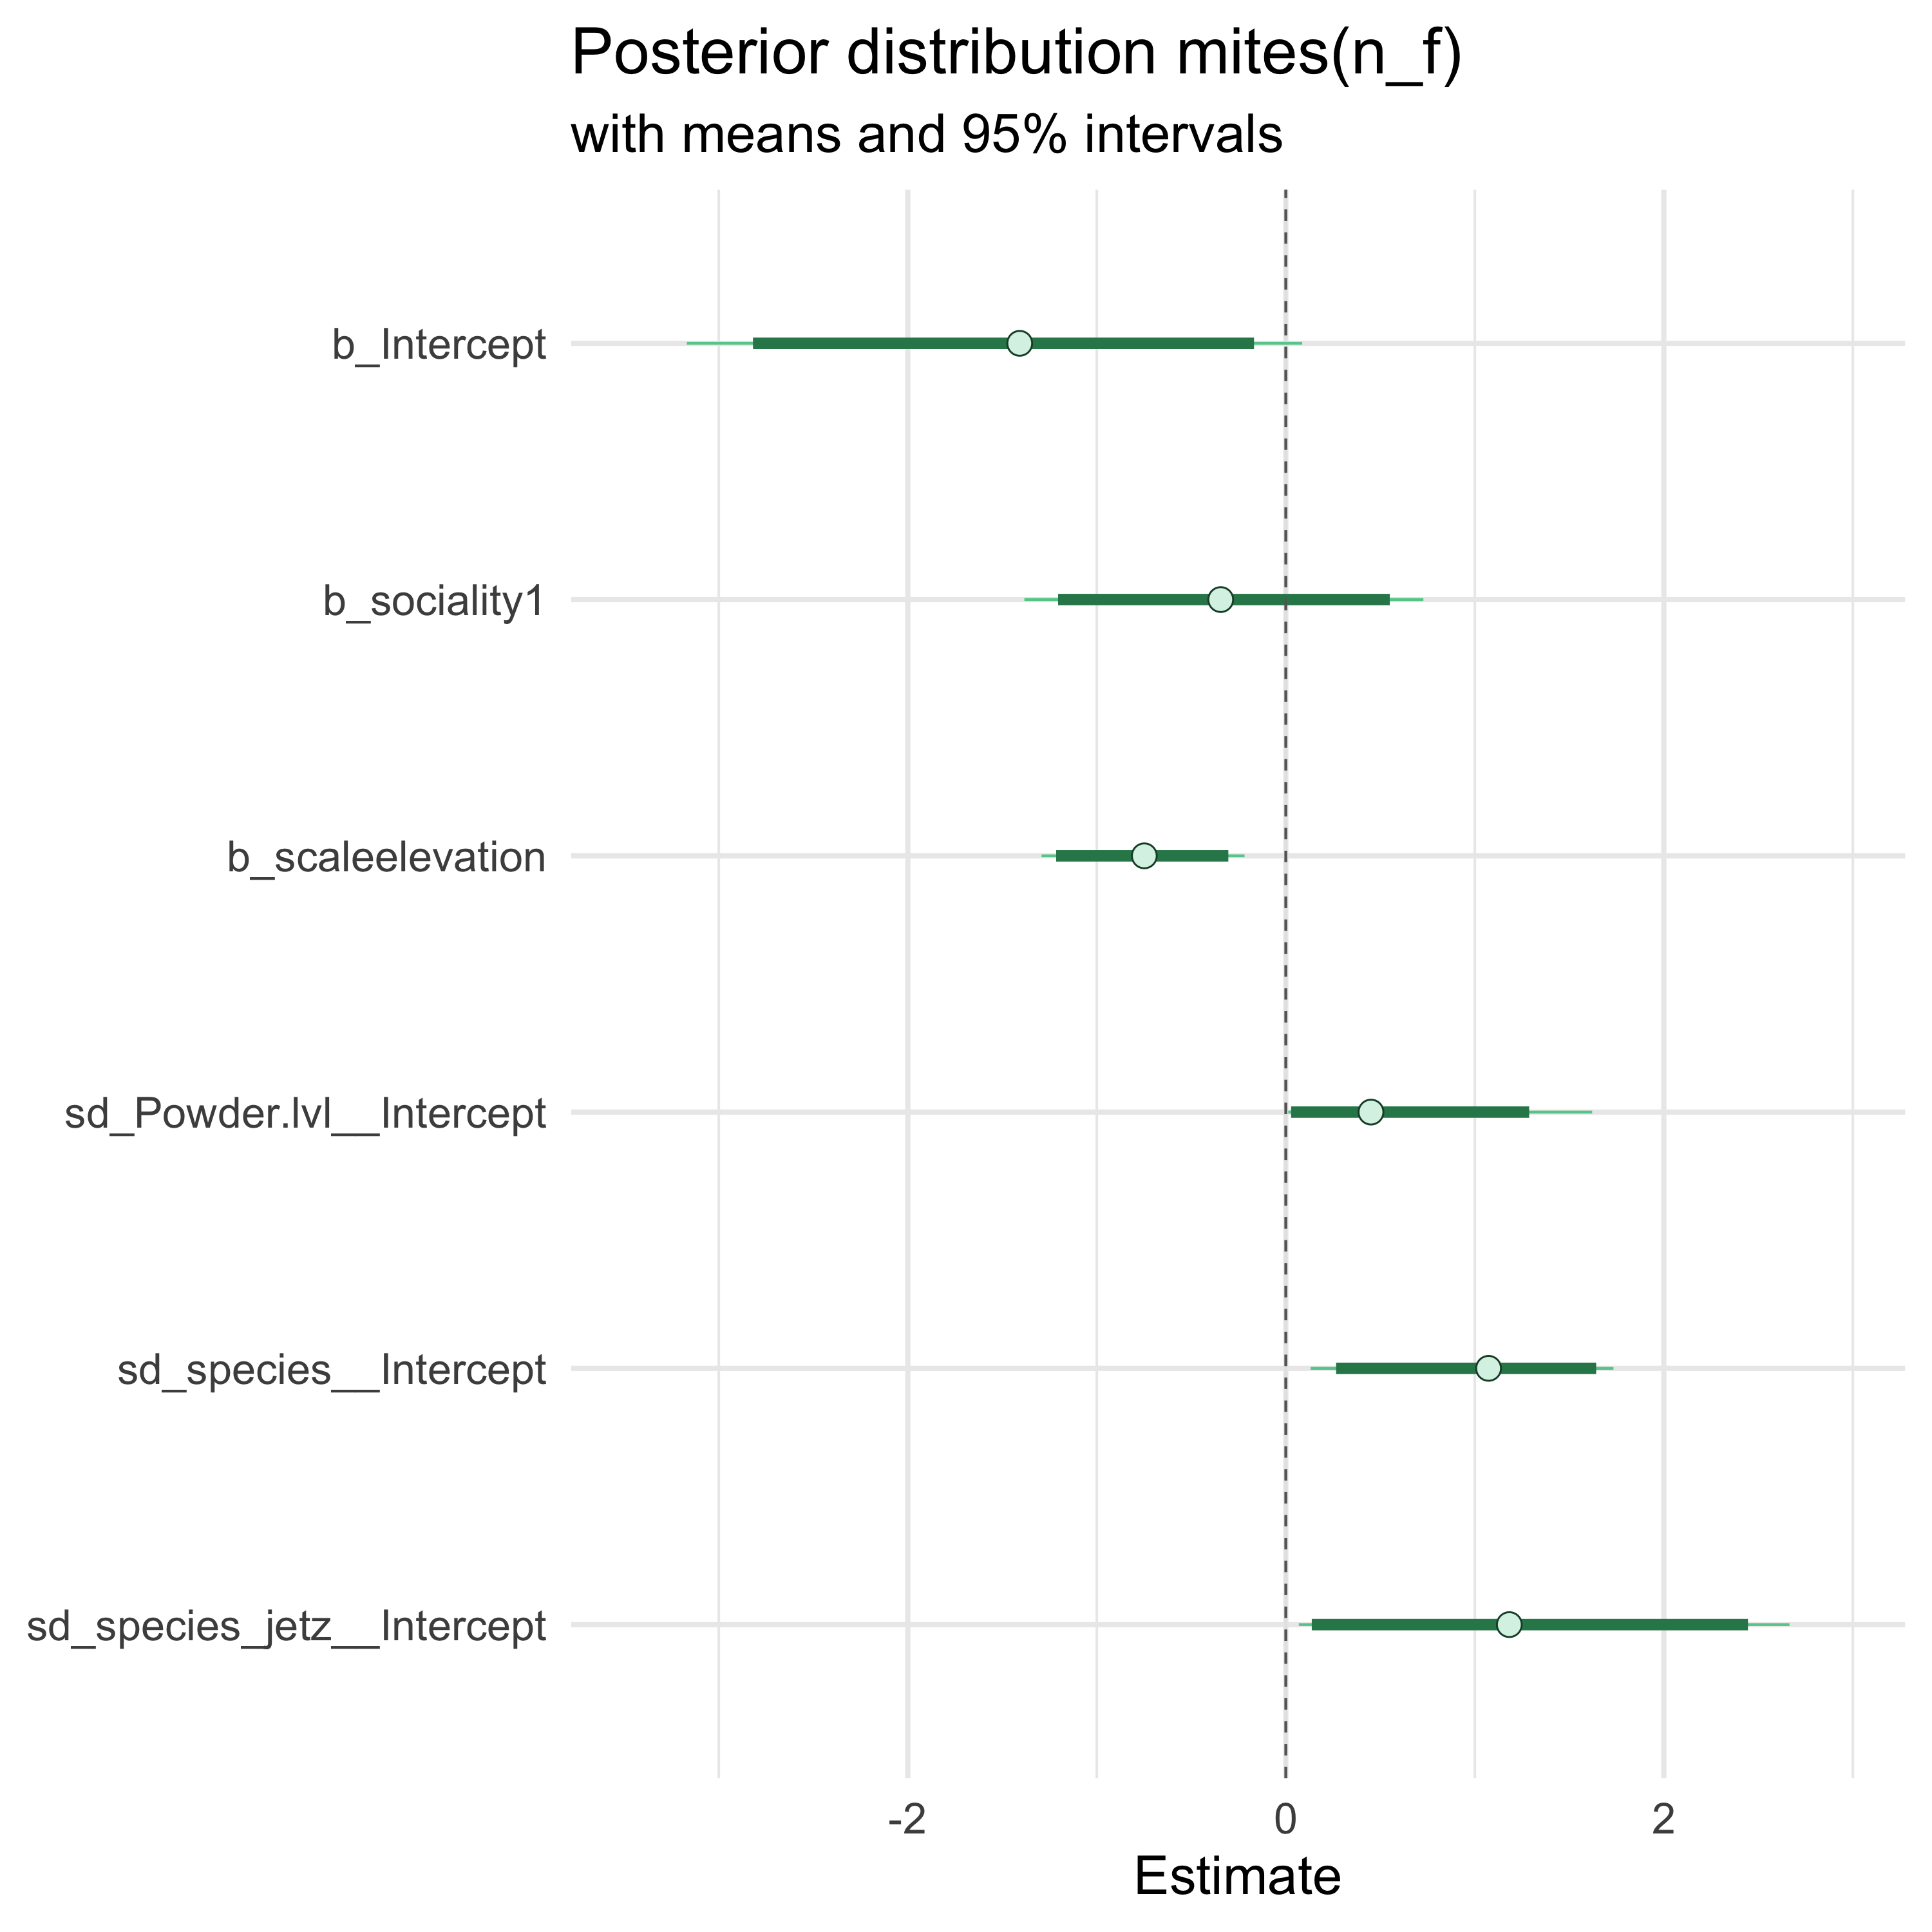 Posterior distribution mites(n_f)
with means and 95% intervals
b_Intercept
b_sociality1
b_scaleelevation
sd_Powder.lvl__Intercept
sd_species__Intercept
sd_species_jetz__Intercept
-2 0 2
Estimate